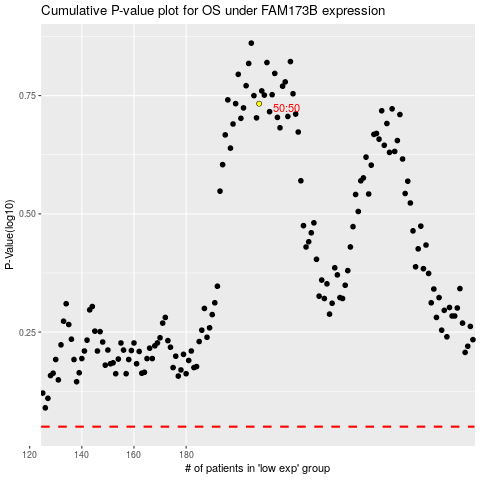 Cumulative P-value plot for OS under FAM173B expression
P-Value(log10)
0.75
0.50
0.25
50:50
120
140
160
180
# of patients in 'low exp' group